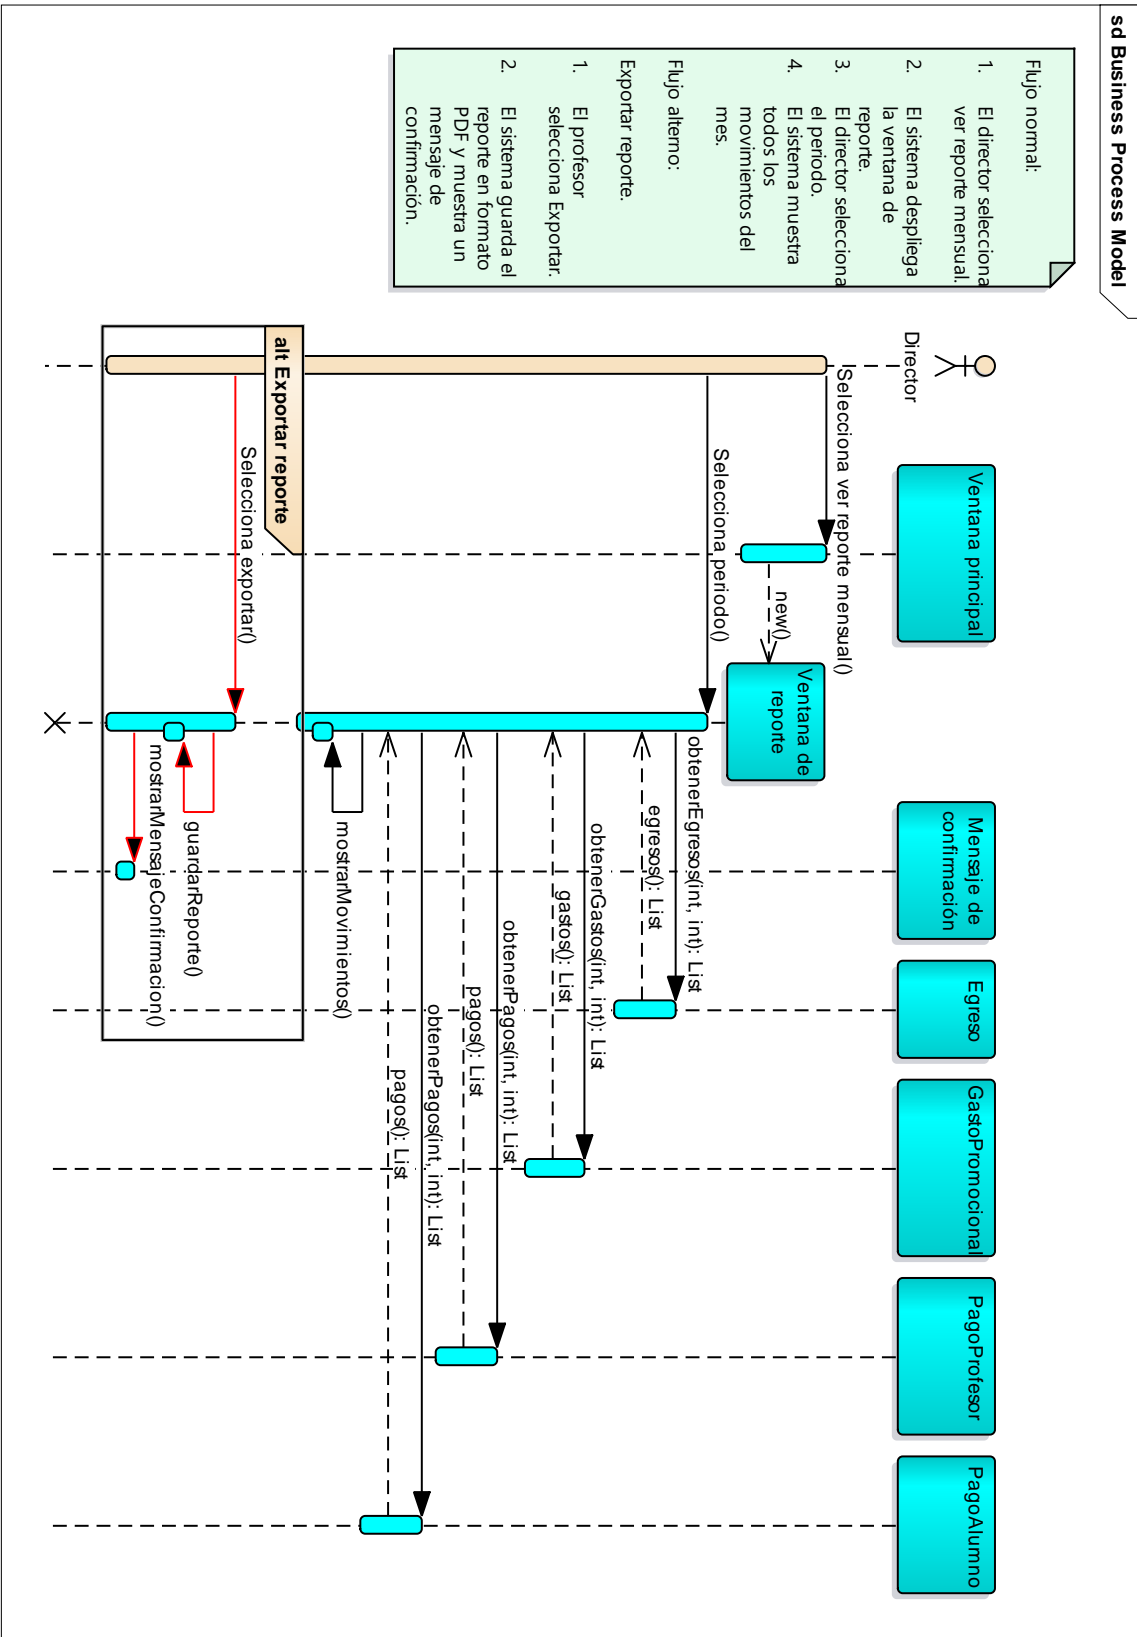 sd Business Process Model
Flujo normal:
1. El director selecciona
ver reporte mensual.
2. El sistema despliega
la ventana de
reporte.
3. El director selecciona
el periodo.
4. El sistema muestra
todos los
movimientos del
mes.
Flujo alterno:
Exportar reporte.
1. El profesor
selecciona Exportar.
2. El sistema guarda el
reporte en formato
PDF y muestra un
mensaje de
confirmación.
Director
Ventana principal
Ventana de
reporte
Mensaje de
confirmación
Egreso
GastoPromocional
PagoProfesor
PagoAlumno
Selecciona ver reporte mensual()
new()
Selecciona periodo()
obtenerEgresos(int, int): List
egresos(): List
obtenerGastos(int, int): List
gastos(): List
obtenerPagos(int, int): List
pagos(): List
obtenerPagos(int, int): List
pagos(): List
mostrarMovimientos()
alt Exportar reporte
Selecciona exportar()
guardarReporte()
mostrarMensajeConfirmacion()